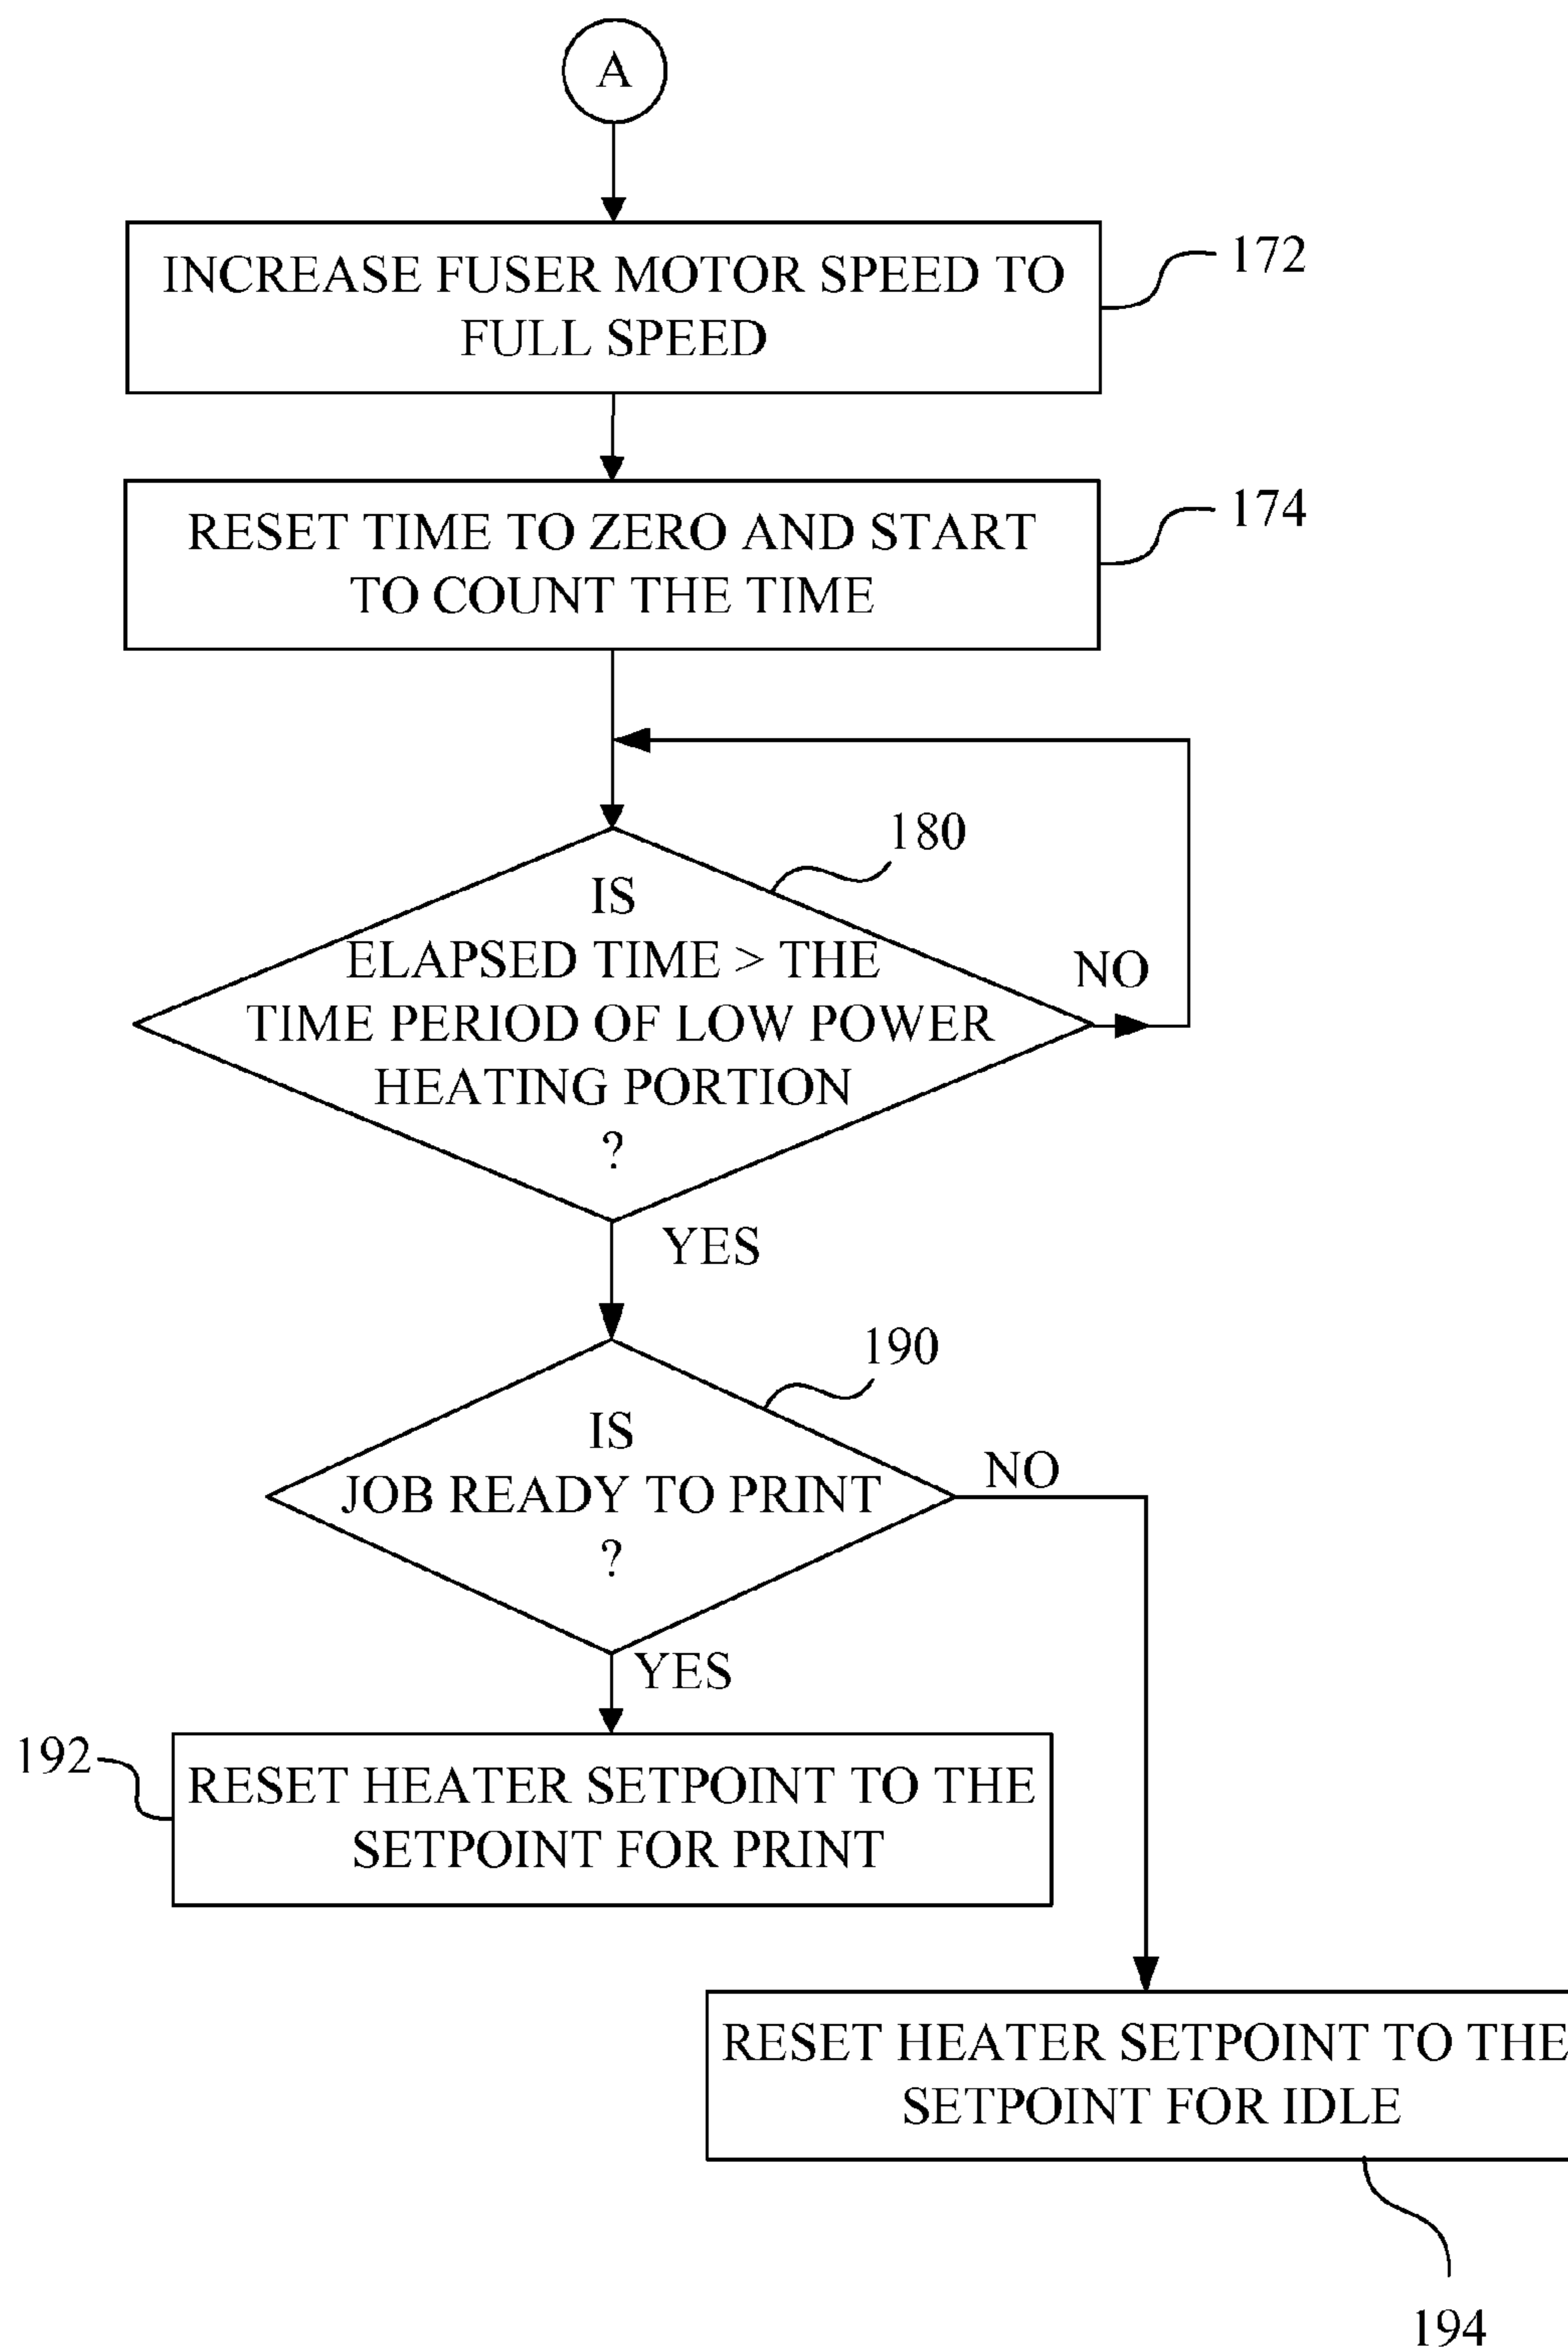 A
INCREASE FUSER MOTOR SPEED TO
FULL SPEED
172
RESET TIME TO ZERO AND START
TO COUNT THE TIME
174
180
IS
ELAPSED TIME > THE
TIME PERIOD OF LOW POWER
HEATING PORTION
?
NO
YES
190
IS
JOB READY TO PRINT
?
NO
YES
192
RESET HEATER SETPOINT TO THE
SETPOINT FOR PRINT
RESET HEATER SETPOINT TO THE
SETPOINT FOR IDLE
194